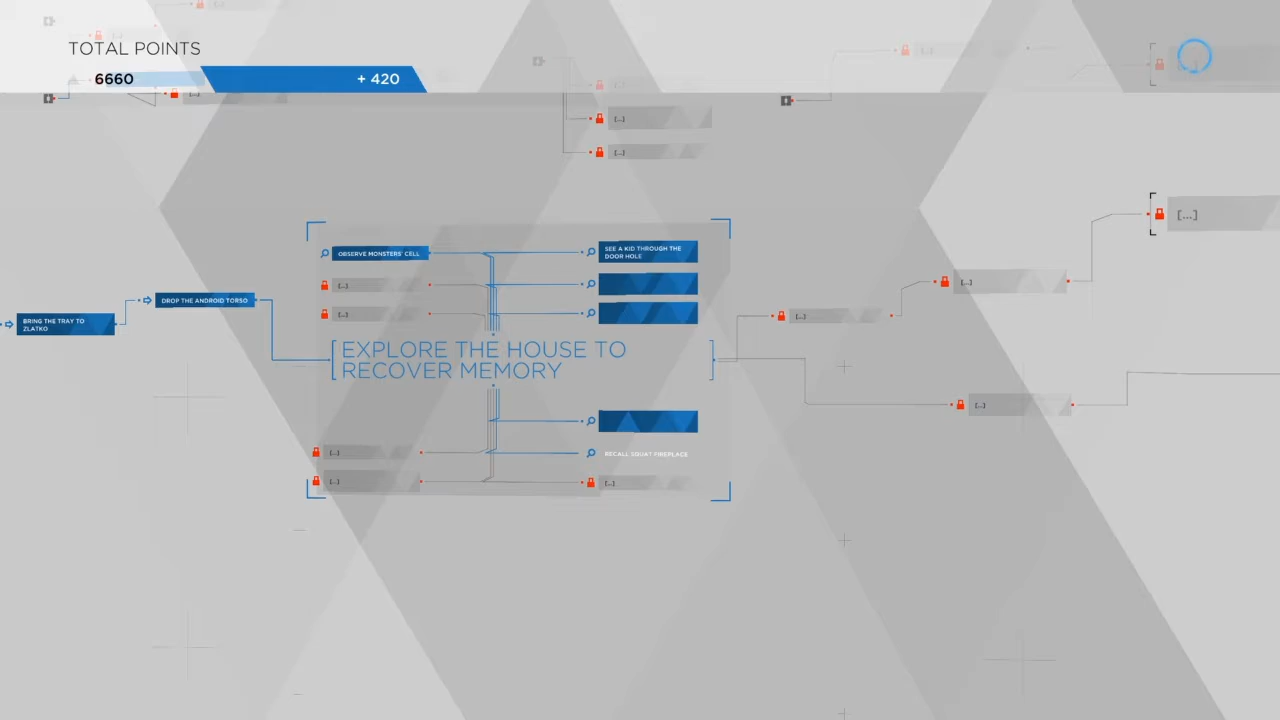 TOTAL POINTS
6660
+ 420
[...]
[...]
[...]
[...]
[...]
OBSERVE MONSTERS' CELL
SEE A KID THROUGH THE
DOOR HOLE
[...]
[...]
[...]
DROP THE ANDROID TORSO
BRING THE TRAY TO
ZLATKO
[...]
EXPLORE THE HOUSE TO
RECOVER MEMORY
[...]
[...]
RECALL SQUAT FIREPLACE
[...]
[...]